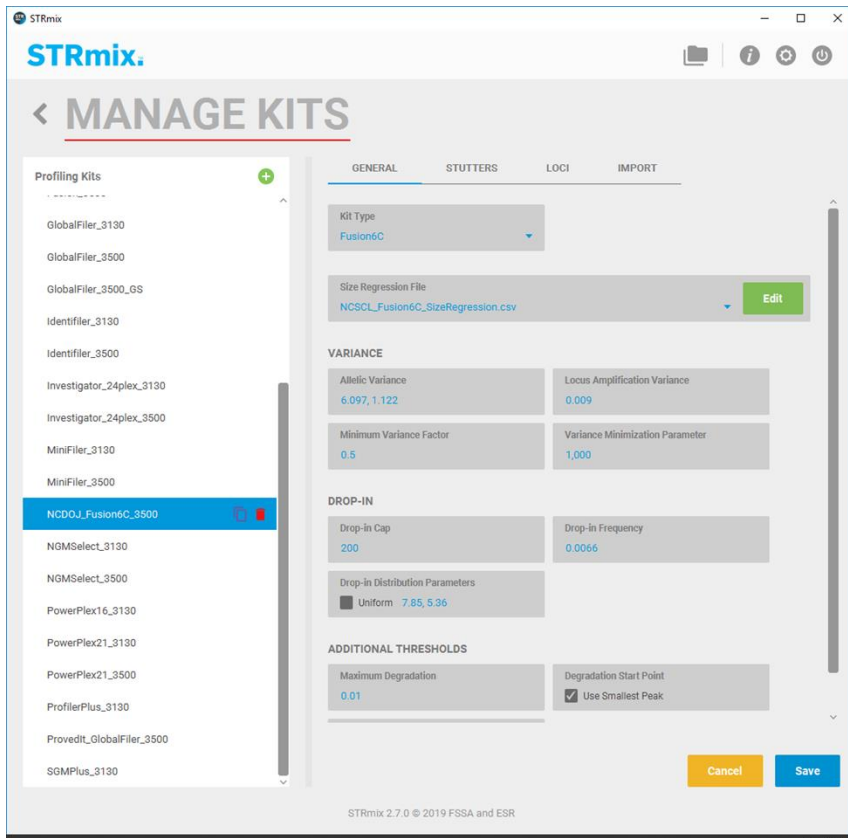 STRmix
STRmix.
MANAGE KITS
Profiling Kits
GlobalFiler_3130
GlobalFiler_3500
GlobalFiler_3500_GS
Identifiler_3130
Identifiler_3500
Investigator_24plex_3130
Investigator_24plex_3500
MiniFiler_3130
MiniFiler_3500
NCDOJ_Fusion6C_3500
NGMSelect_3130
NGMSelect_3500
PowerPlex16_3130
PowerPlex21_3130
PowerPlex21_3500
ProfilerPlus_3130
ProvedIt_GlobalFiler_3500
SGMPlus_3130
GENERAL STUTTERS LOCI IMPORT
Kit Type
Fusion6C
Size Regression File
NCSCL_Fusion6C_SizeRegression.csv
Edit
VARIANCE
Allelic Variance Locus Amplification Variance
6.097, 1.122 0.009
Minimum Variance Factor Variance Minimization Parameter
0.5 1,000
DROP-IN
Drop-in Cap Drop-in Frequency
200 0.0066
Drop-in Distribution Parameters
Uniform 7.85, 5.36
ADDITIONAL THRESHOLDS
Maximum Degradation Degradation Start Point
0.01 Use Smallest Peak
Cancel Save
STRmix 2.7.0 © 2019 FSSA and ESR